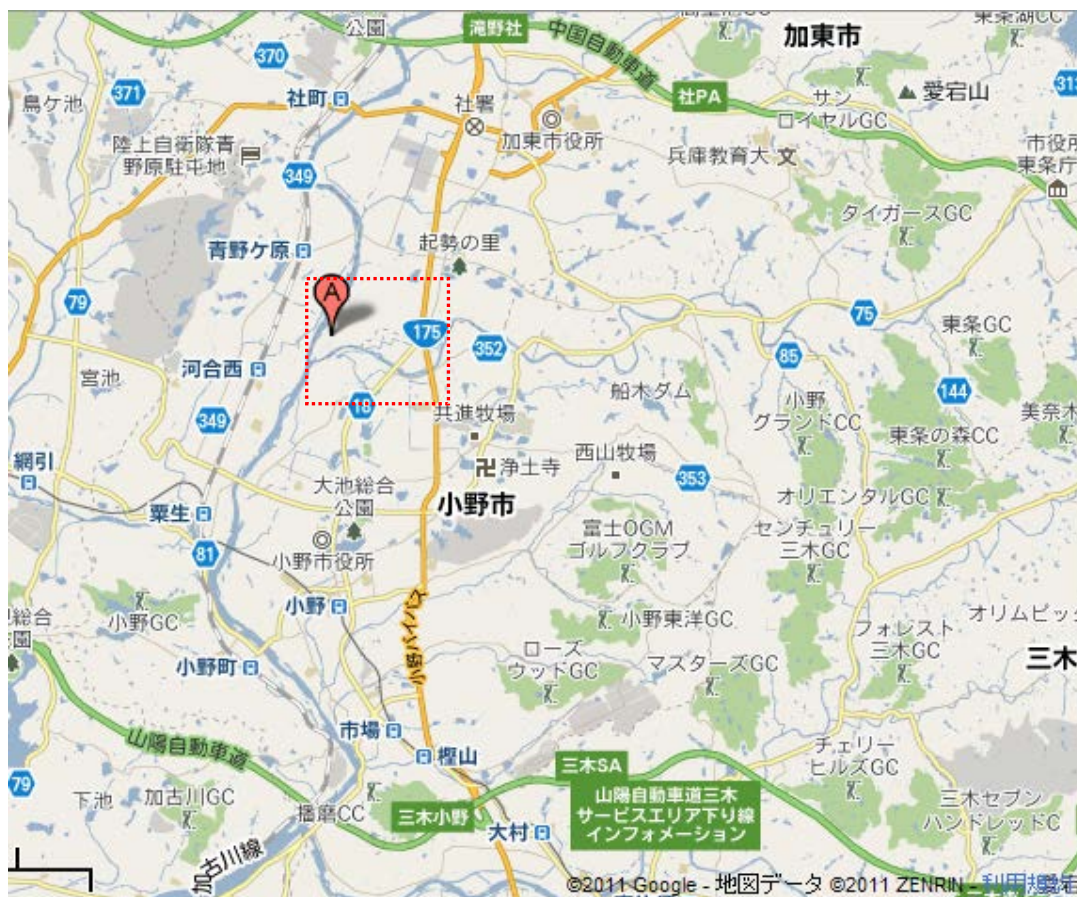 公園
滝野社
中国自動車道
加東市
東条湖CC
370
371
鳥ケ池
社町
社署
加東市役所
社PA
愛宕山
313
サン
ロイヤルGC
陸上自衛隊青
野原駐屯地
兵庫教育大
市役所
東条庁
349
タイガースGC
青野ケ原
起勢の里
A
79
175
352
75
東条GC
85
河合西
宮池
18
船木ダム
144
349
共進牧場
小野
グランドCC
東条の森CC
美奈木
網引
浄土寺
西山牧場
353
粟生
大池総合
公園
小野市
オリエンタルGC
富士OGM
ゴルフクラブ
センチュリー
三木GC
81
小野市役所
小野GC
小野
小野バイパス
小野東洋GC
オリムピック
総合
園
フォレスト
三木GC
小野町
ローズ
ウッドGC
マスターズGC
三木
市場
山陽自動車道
樫山
79
三木SA
チェリー
ヒルズGC
下池
加古川GC
播磨CC
三木小野
山陽自動車道三木
サービスエリア下り線
インフォメーション
三木セブン
ハンドレッドC
大村
加古川線
©2011 Google - 地図データ ©2011 ZENRIN -